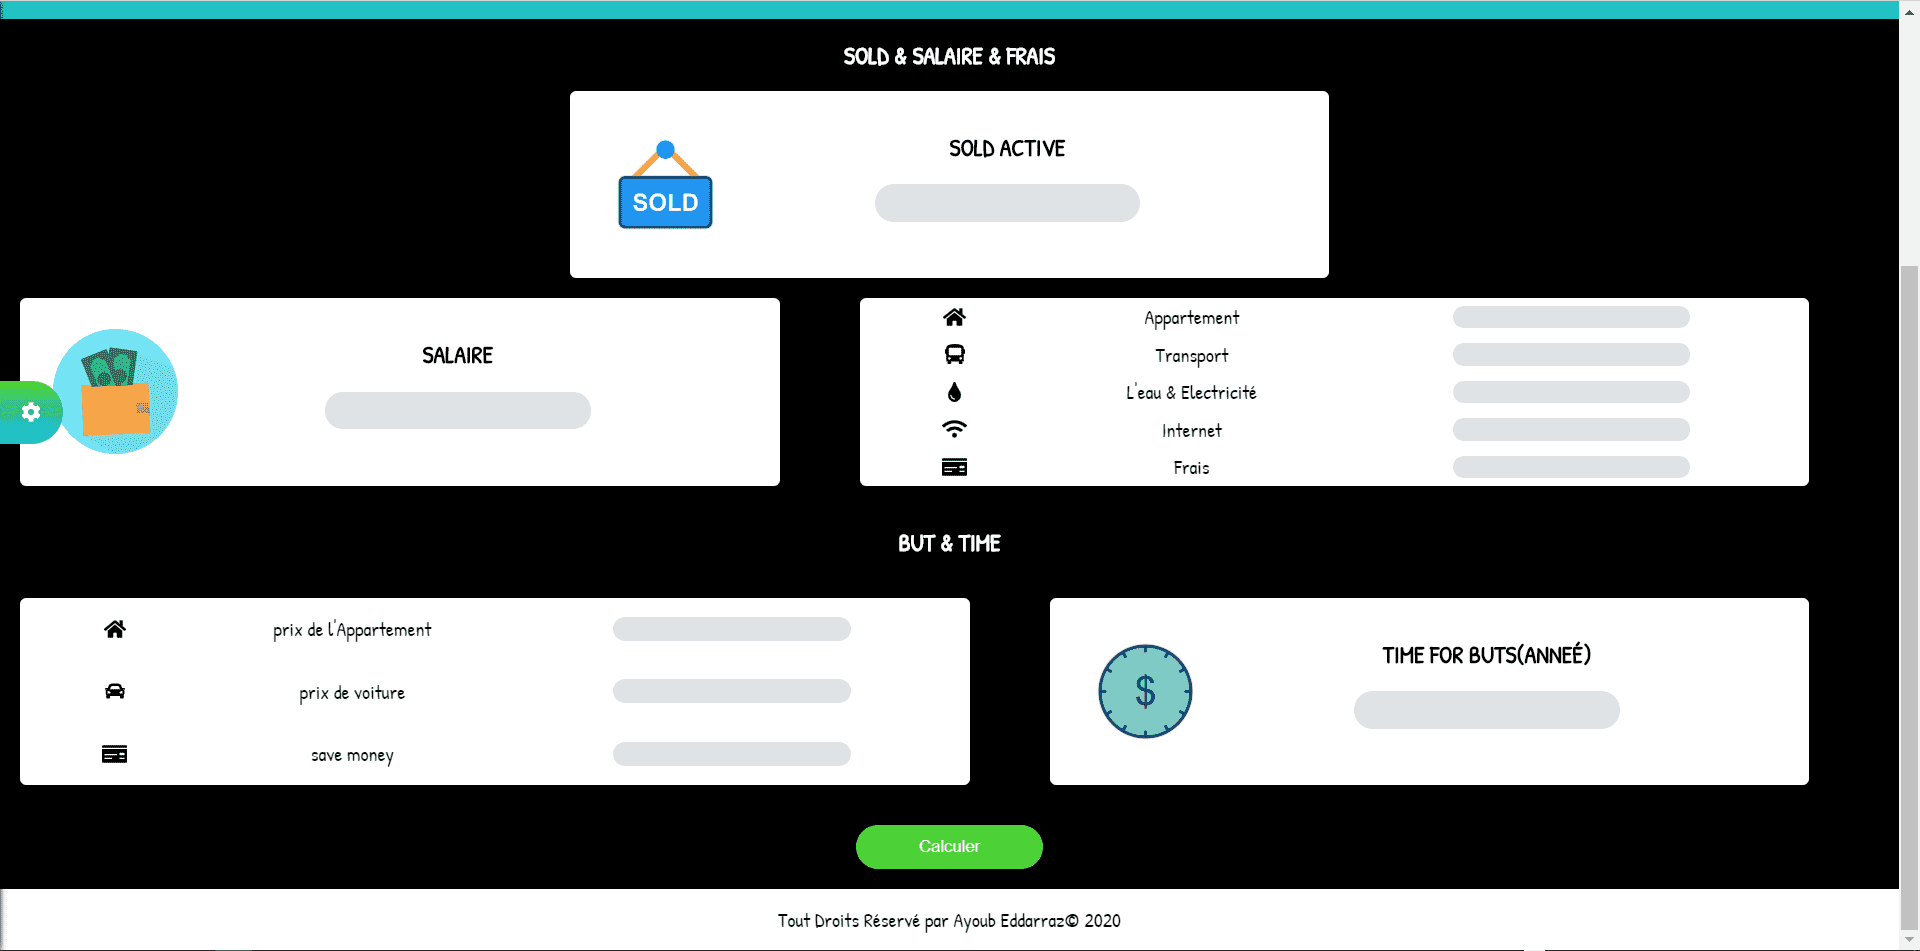 SOLD & SALAIRE & FRAIS
SOLD ACTIVE
SOLD
SALAIRE
Appartement
Transport
L'eau & Electricité
Internet
Frais
BUT & TIME
prix de l'Appartement
prix de voiture
save money
TIME FOR BUTS(ANNEÉ)
$
Calculer
Tout Droits Réservé par Ayoub Eddarraz© 2020